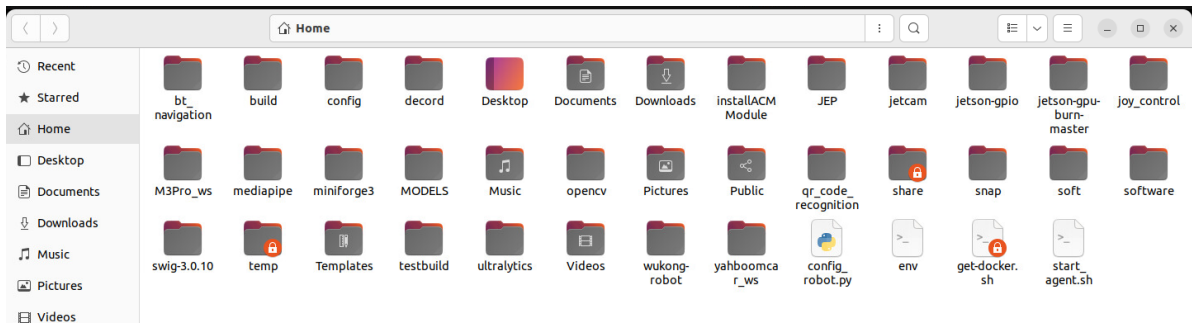 Home
Recent
Starred
Home
Desktop
Documents
Downloads
Music
Pictures
Videos
bt_
navigation
build
config
decord
Desktop
Documents
Downloads
installACM
Module
JEP
jetcam
jetson-gpio
jetson-gpu-
burn-
master
joy_control
M3Pro_ws
mediapipe
miniforge3
MODELS
Music
opencv
Pictures
Public
qr_code_
recognition
share
snap
soft
software
swig-3.0.10
temp
Templates
testbuild
ultralytics
Videos
wukong-
robot
yahboomca
r_ws
config_
robot.py
env
get-docker.
sh
start_
agent.sh